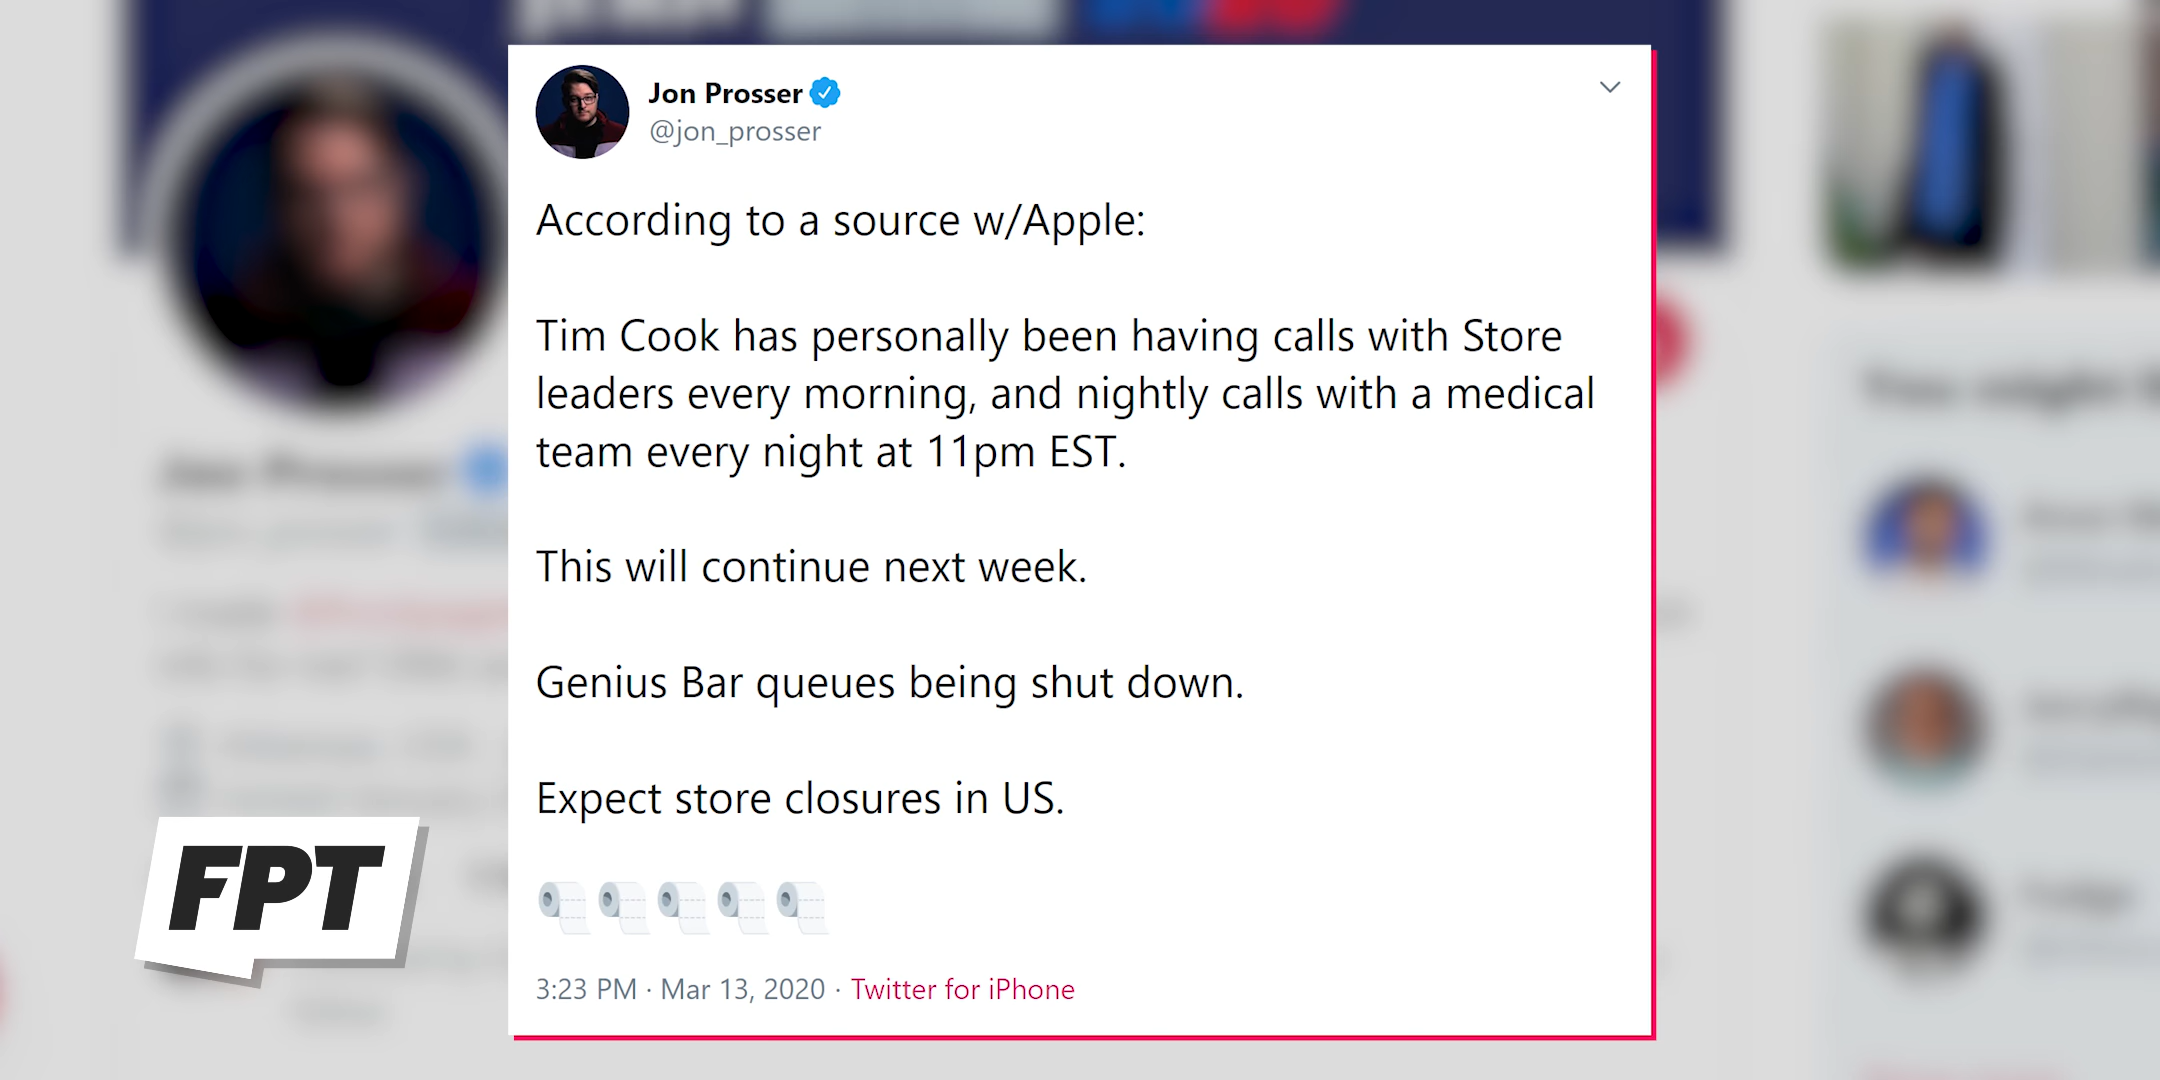 Jon Prosser
@jon_prosser
According to a source w/Apple:
Tim Cook has personally been having calls with Store
leaders every morning, and nightly calls with a medical
team every night at 11pm EST.
This will continue next week.
Genius Bar queues being shut down.
Expect store closures in US.
🧻🧻🧻🧻🧻
3:23 PM · Mar 13, 2020 · Twitter for iPhone
FPT